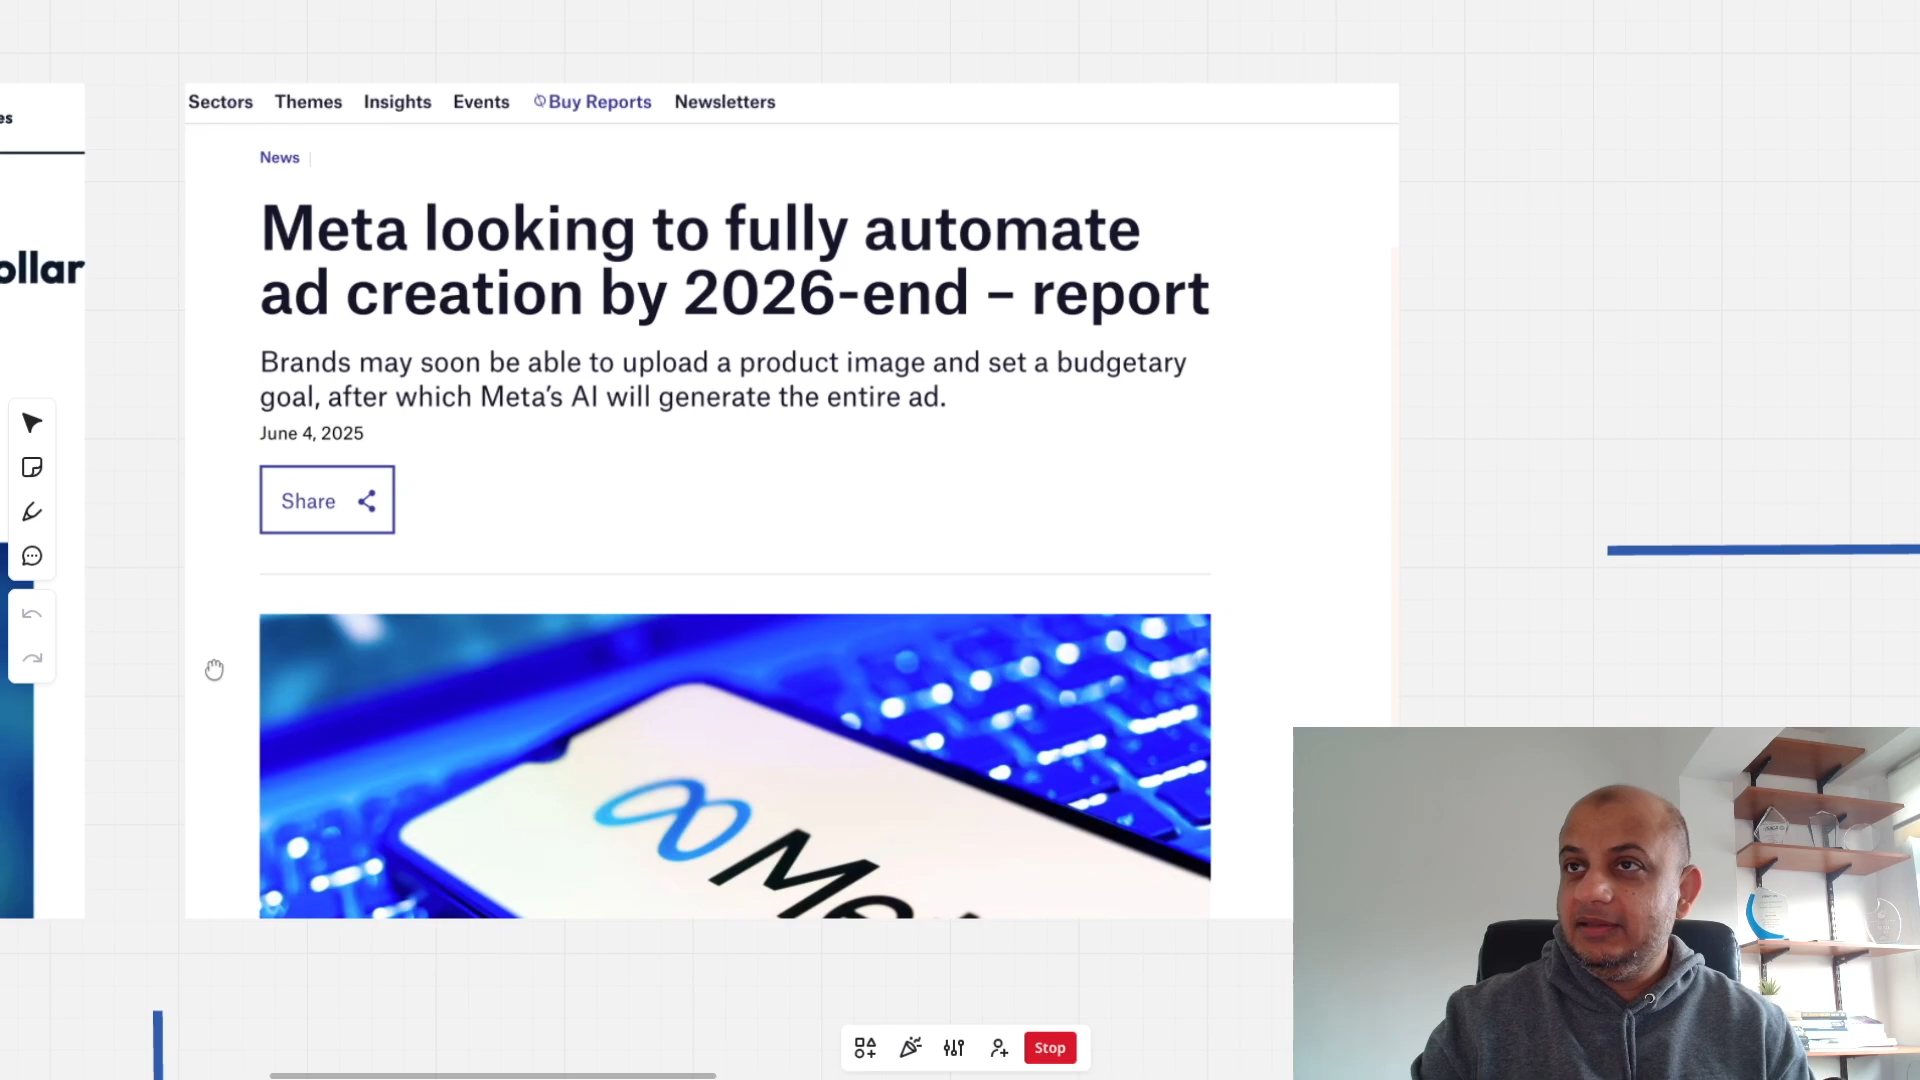 es
ollar
Sectors Themes Insights Events Buy Reports Newsletters
News
Meta looking to fully automate
ad creation by 2026-end – report
Brands may soon be able to upload a product image and set a budgetary
goal, after which Meta’s AI will generate the entire ad.
June 4, 2025
Share
Stop